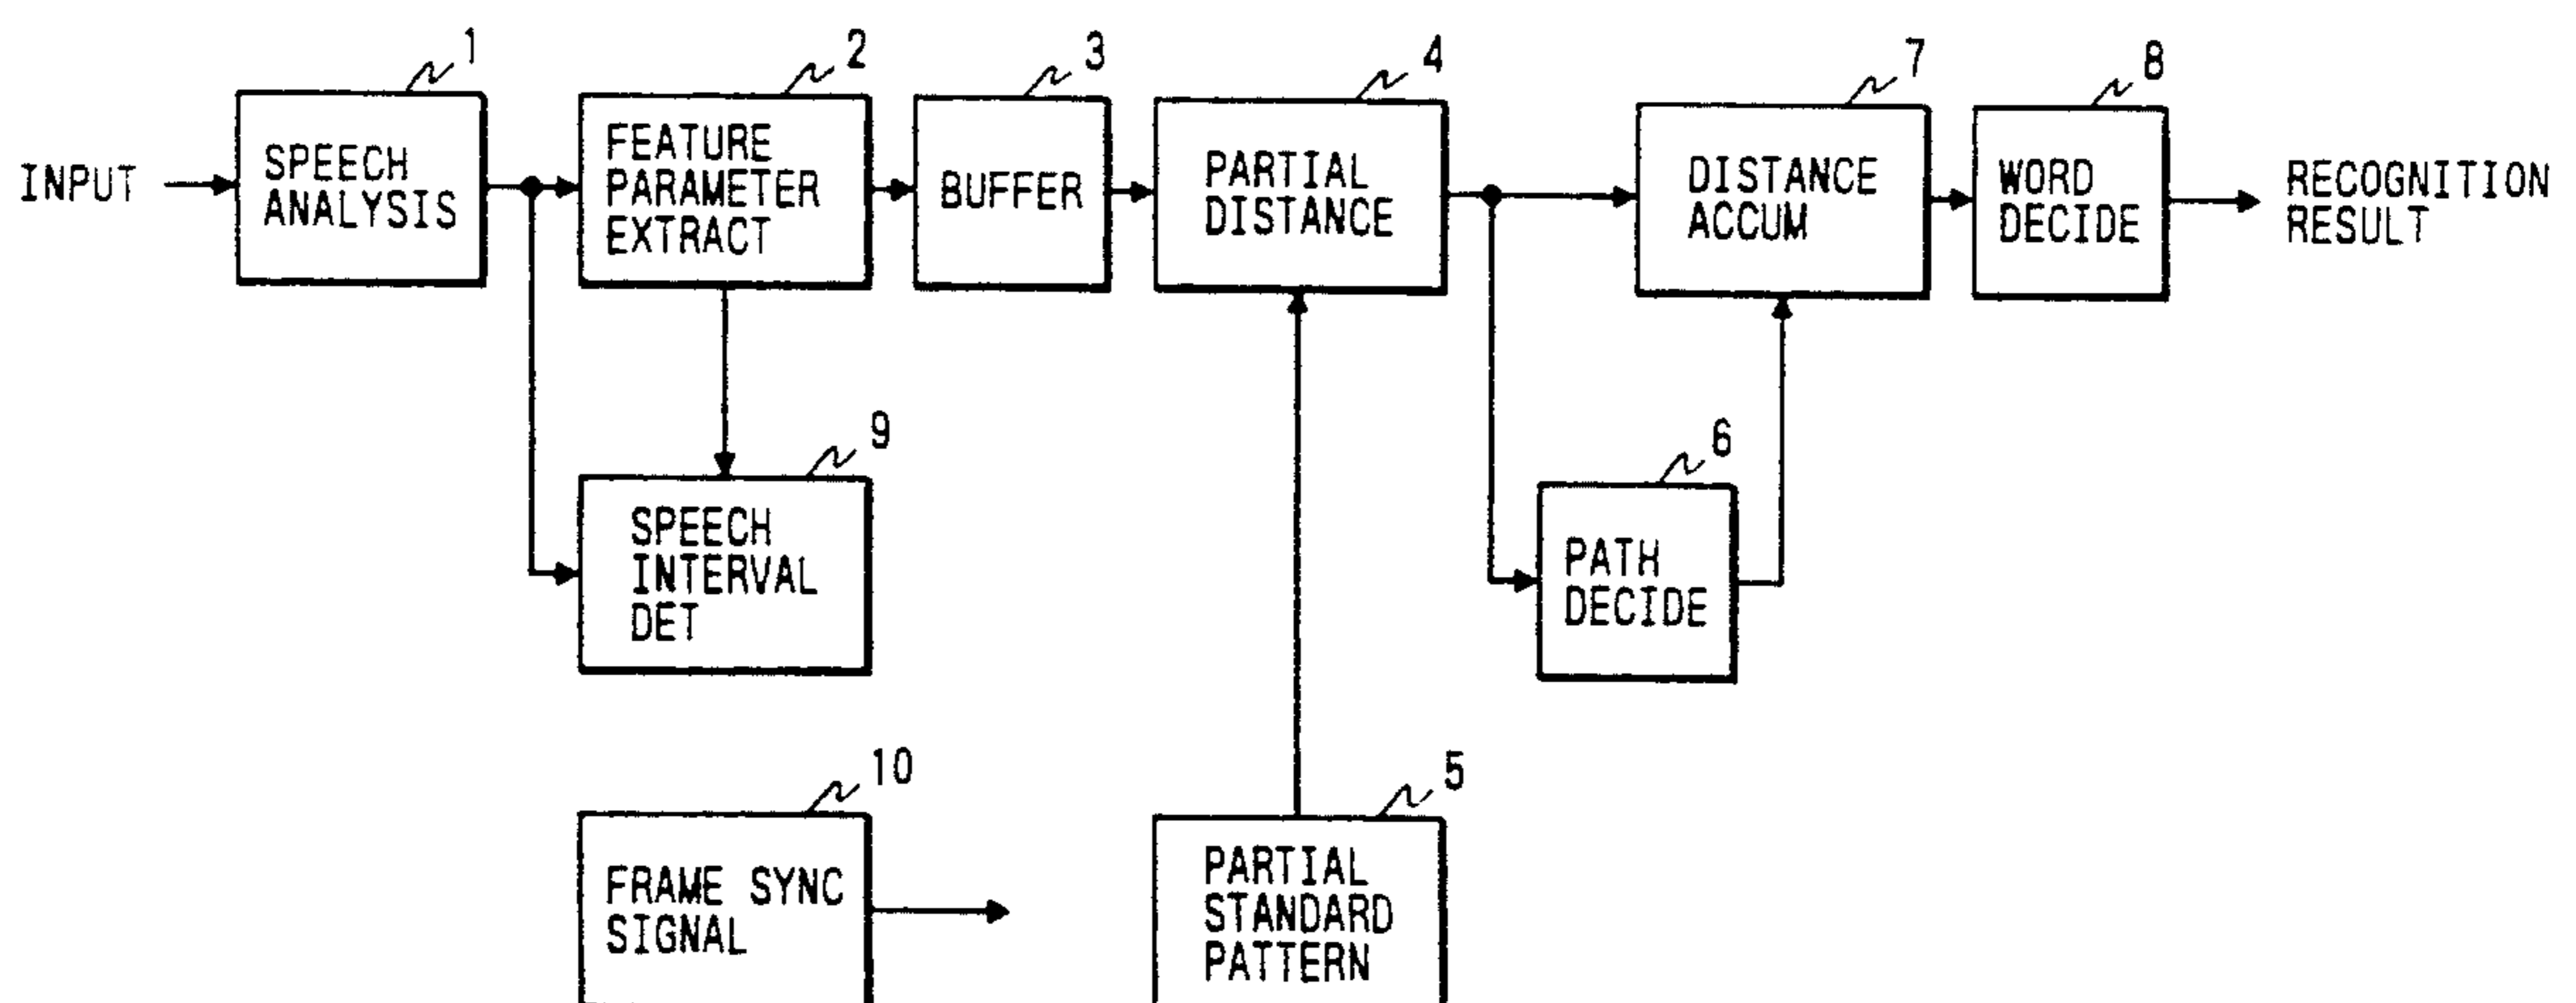 1
2
3
4
7
8
INPUT
SPEECH
ANALYSIS
FEATURE
PARAMETER
EXTRACT
BUFFER
PARTIAL
DISTANCE
DISTANCE
ACCUM
WORD
DECIDE
RECOGNITION
RESULT
9
SPEECH
INTERVAL
DET
6
PATH
DECIDE
10
FRAME SYNC
SIGNAL
5
PARTIAL
STANDARD
PATTERN